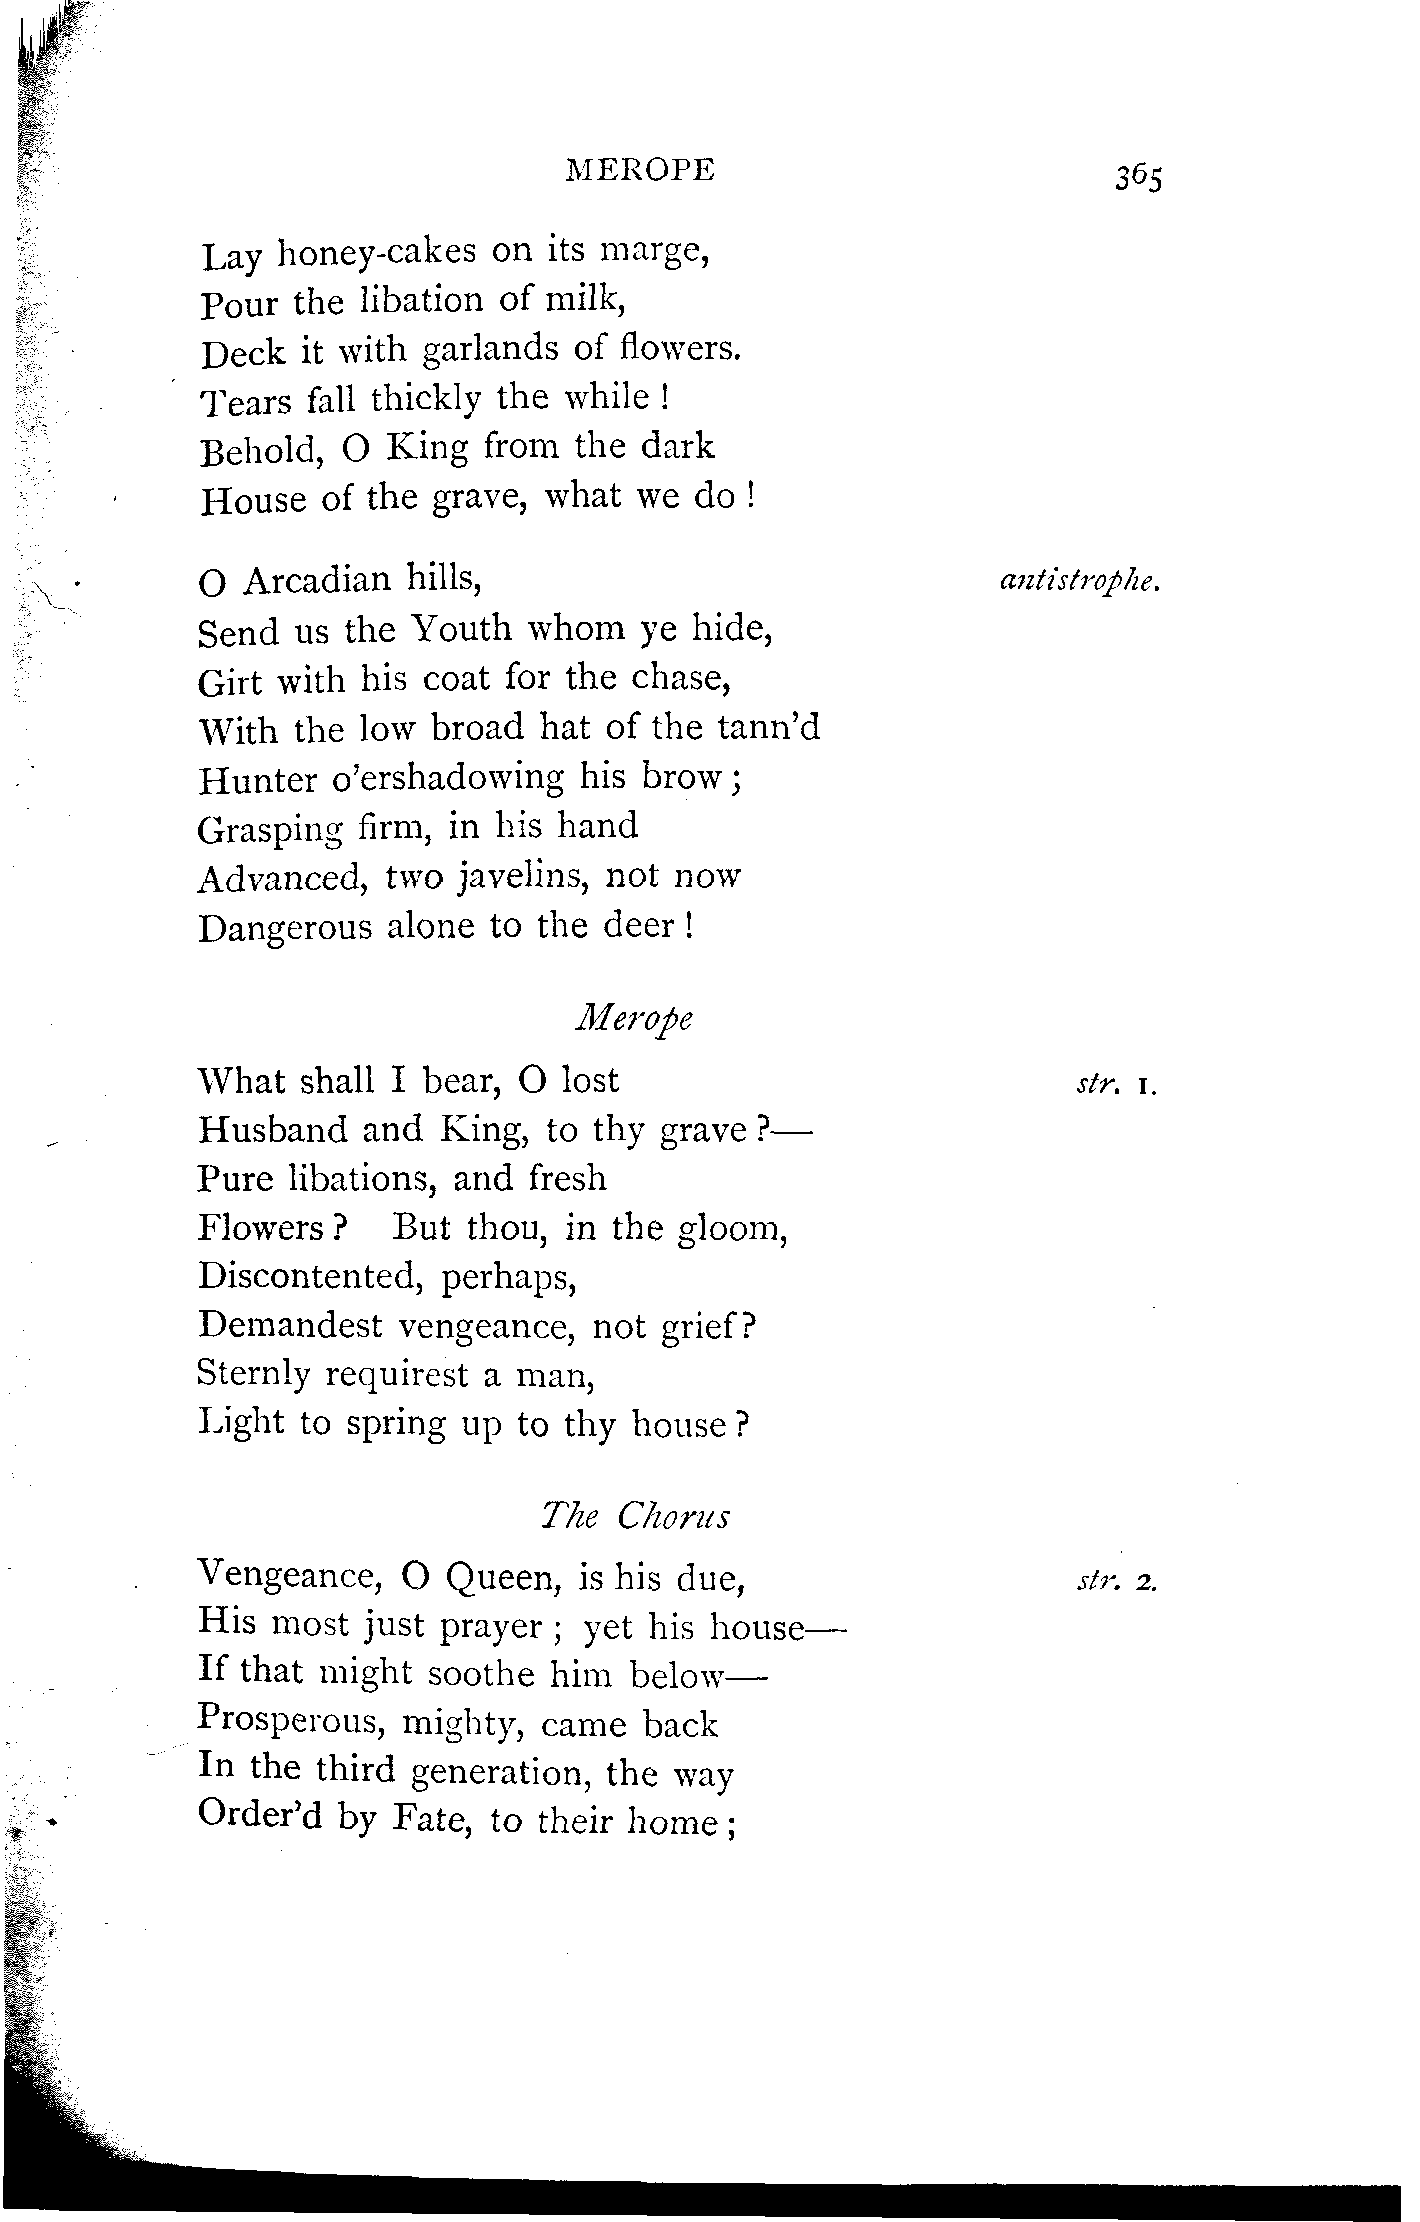 MEROPE 365
Lay honey-cakes on its marge,
Pour the libation of milk,
Deck it with garlands of flowers.
Tears fall thickly the while !
Behold, O King from the dark
House of the grave, what we do !
O Arcadian hills, antistrophe.
Send us the Youth whom ye hide,
Girt with his coat for the chase,
With the low broad hat of the tann'd
Hunter o'ershadowing his brow ;
Grasping firm, in his hand
Advanced, two javelins, not now
Dangerous alone to the deer !
Merope
What shall I bear, O lost str. 1.
Husband and King, to thy grave ?—
Pure libations, and fresh
Flowers ? But thou, in the gloom,
Discontented, perhaps,
Demandest vengeance, not grief ?
Sternly requirest a man,
Light to spring up to thy house ?
The Chorus
Vengeance, O Queen, is his due, str. 2.
His most just prayer ; yet his house—
If that might soothe him below—
Prosperous, mighty, came back
In the third generation, the way
Order'd by Fate, to their home ;